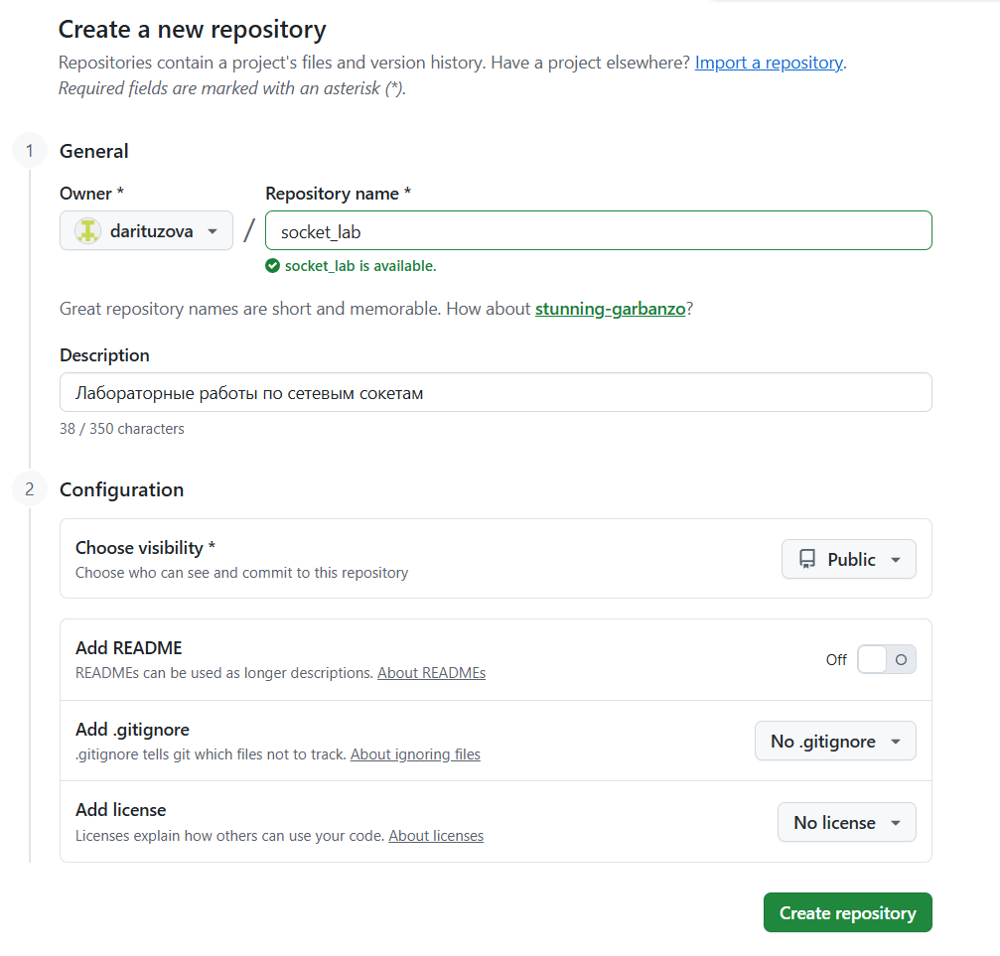 Create a new repository
Repositories contain a project's files and version history. Have a project elsewhere? Import a repository.
Required fields are marked with an asterisk (*).
1 General
Owner * Repository name *
darituzova / socket_lab
socket_lab is available.
Great repository names are short and memorable. How about stunning-garbanzo?
Description
Лабораторные работы по сетевым сокетам
38 / 350 characters
2 Configuration
Choose visibility *
Choose who can see and commit to this repository
Public
Add README
READMEs can be used as longer descriptions. About READMEs
Off
Add .gitignore
.gitignore tells git which files not to track. About ignoring files
No .gitignore
Add license
Licenses explain how others can use your code. About licenses
No license
Create repository